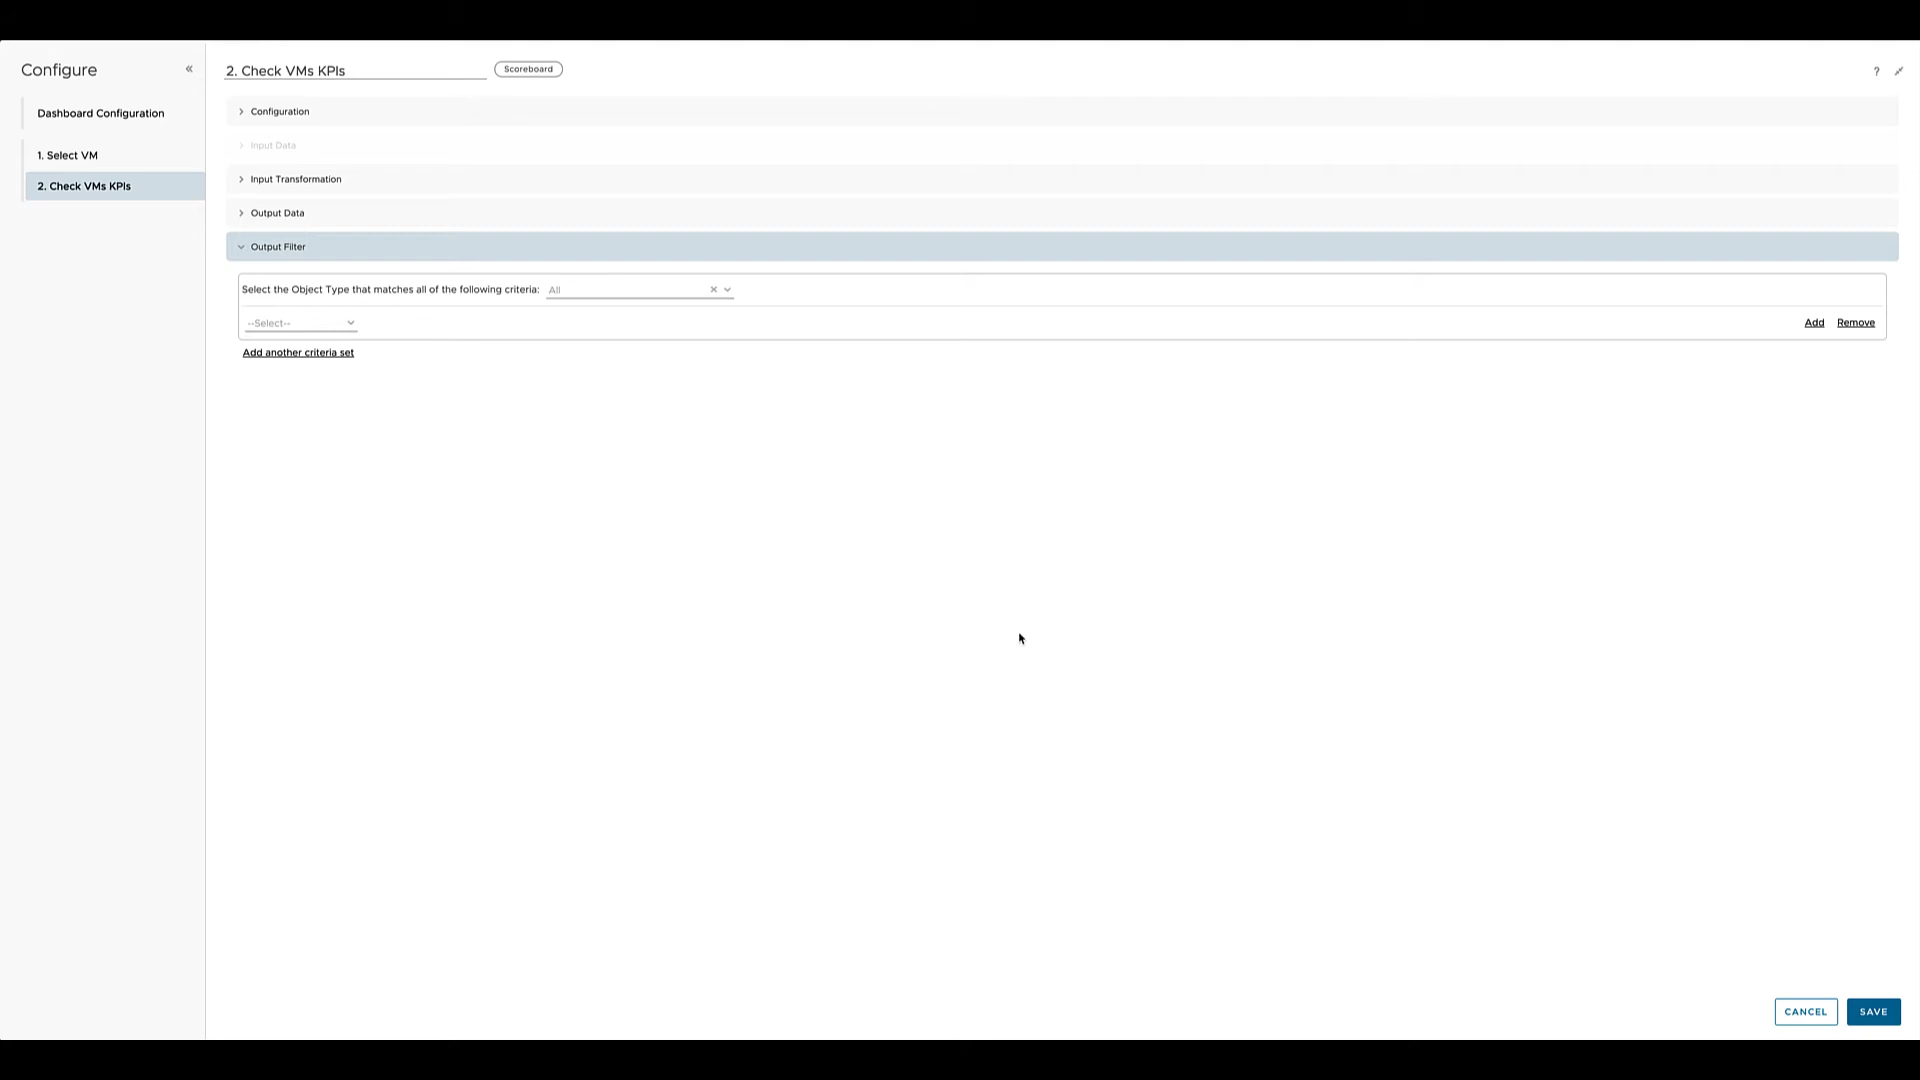 Configure
«
Dashboard Configuration
1. Select VM
2. Check VMs KPIs
2. Check VMs KPIs
Scoreboard
?
Configuration
Input Data
Input Transformation
Output Data
Output Filter
Select the Object Type that matches all of the following criteria: All
--Select--
Add Remove
Add another criteria set
CANCEL SAVE